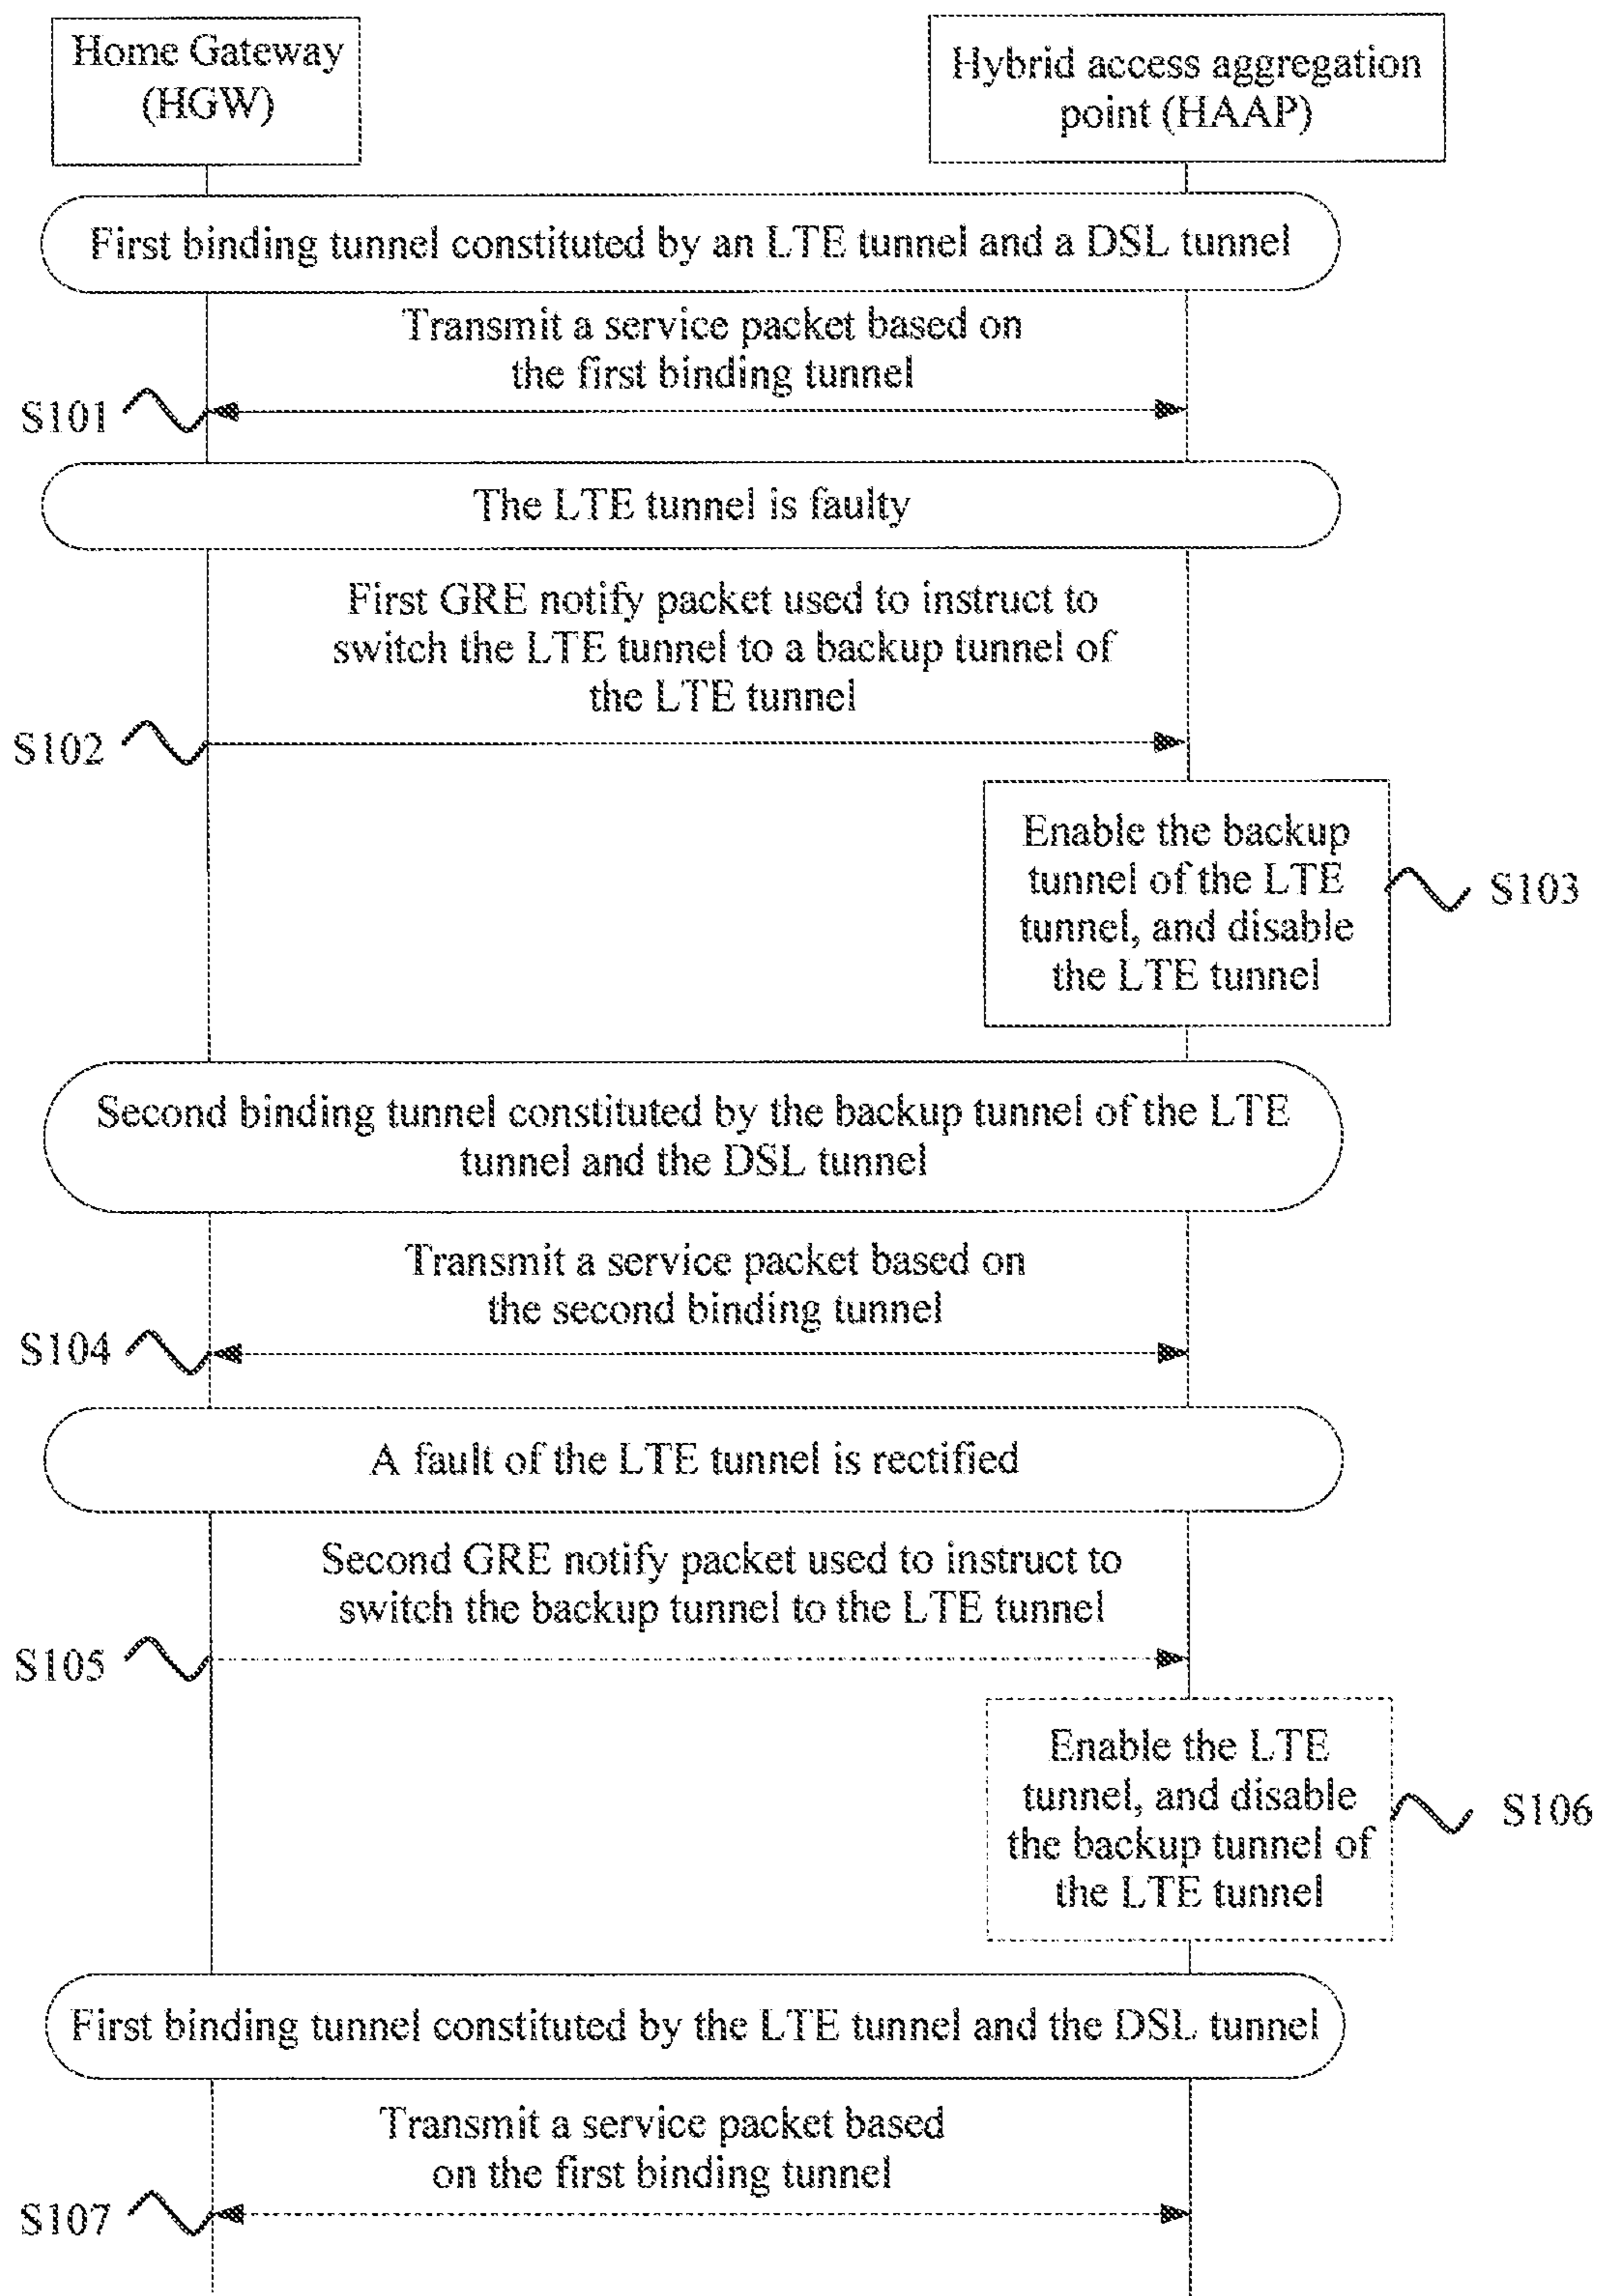 Home Gateway
(HGW)
Hybrid access aggregation
point (HAAP)
First binding tunnel constituted by an LTE tunnel and a DSL tunnel
Transmit a service packet based on
the first binding tunnel
S101
The LTE tunnel is faulty
First GRE notify packet used to instruct to
switch the LTE tunnel to a backup tunnel of
the LTE tunnel
S102
Enable the backup
tunnel of the LTE
tunnel, and disable
the LTE tunnel
S103
Second binding tunnel constituted by the backup tunnel of the LTE
tunnel and the DSL tunnel
Transmit a service packet based on
the second binding tunnel
S104
A fault of the LTE tunnel is rectified
Second GRE notify packet used to instruct to
switch the backup tunnel to the LTE tunnel
S105
Enable the LTE
tunnel, and disable
the backup tunnel of
the LTE tunnel
S106
First binding tunnel constituted by the LTE tunnel and the DSL tunnel
Transmit a service packet based
on the first binding tunnel
S107